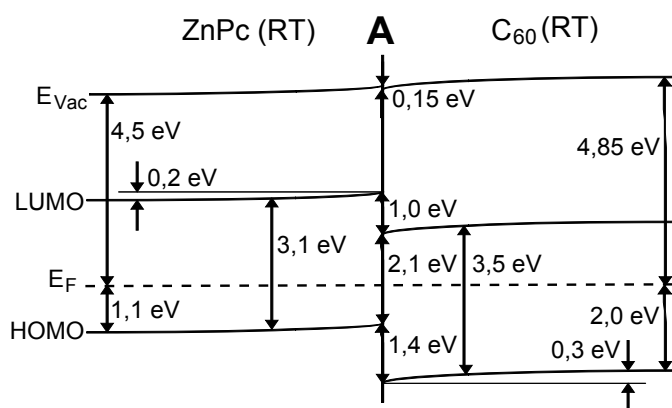 ZnPc (RT) A C60 (RT)
EVac
0,15 eV
4,5 eV
4,85 eV
0,2 eV
LUMO
1,0 eV
3,1 eV
2,1 eV 3,5 eV
EF
1,1 eV
2,0 eV
HOMO
1,4 eV
0,3 eV